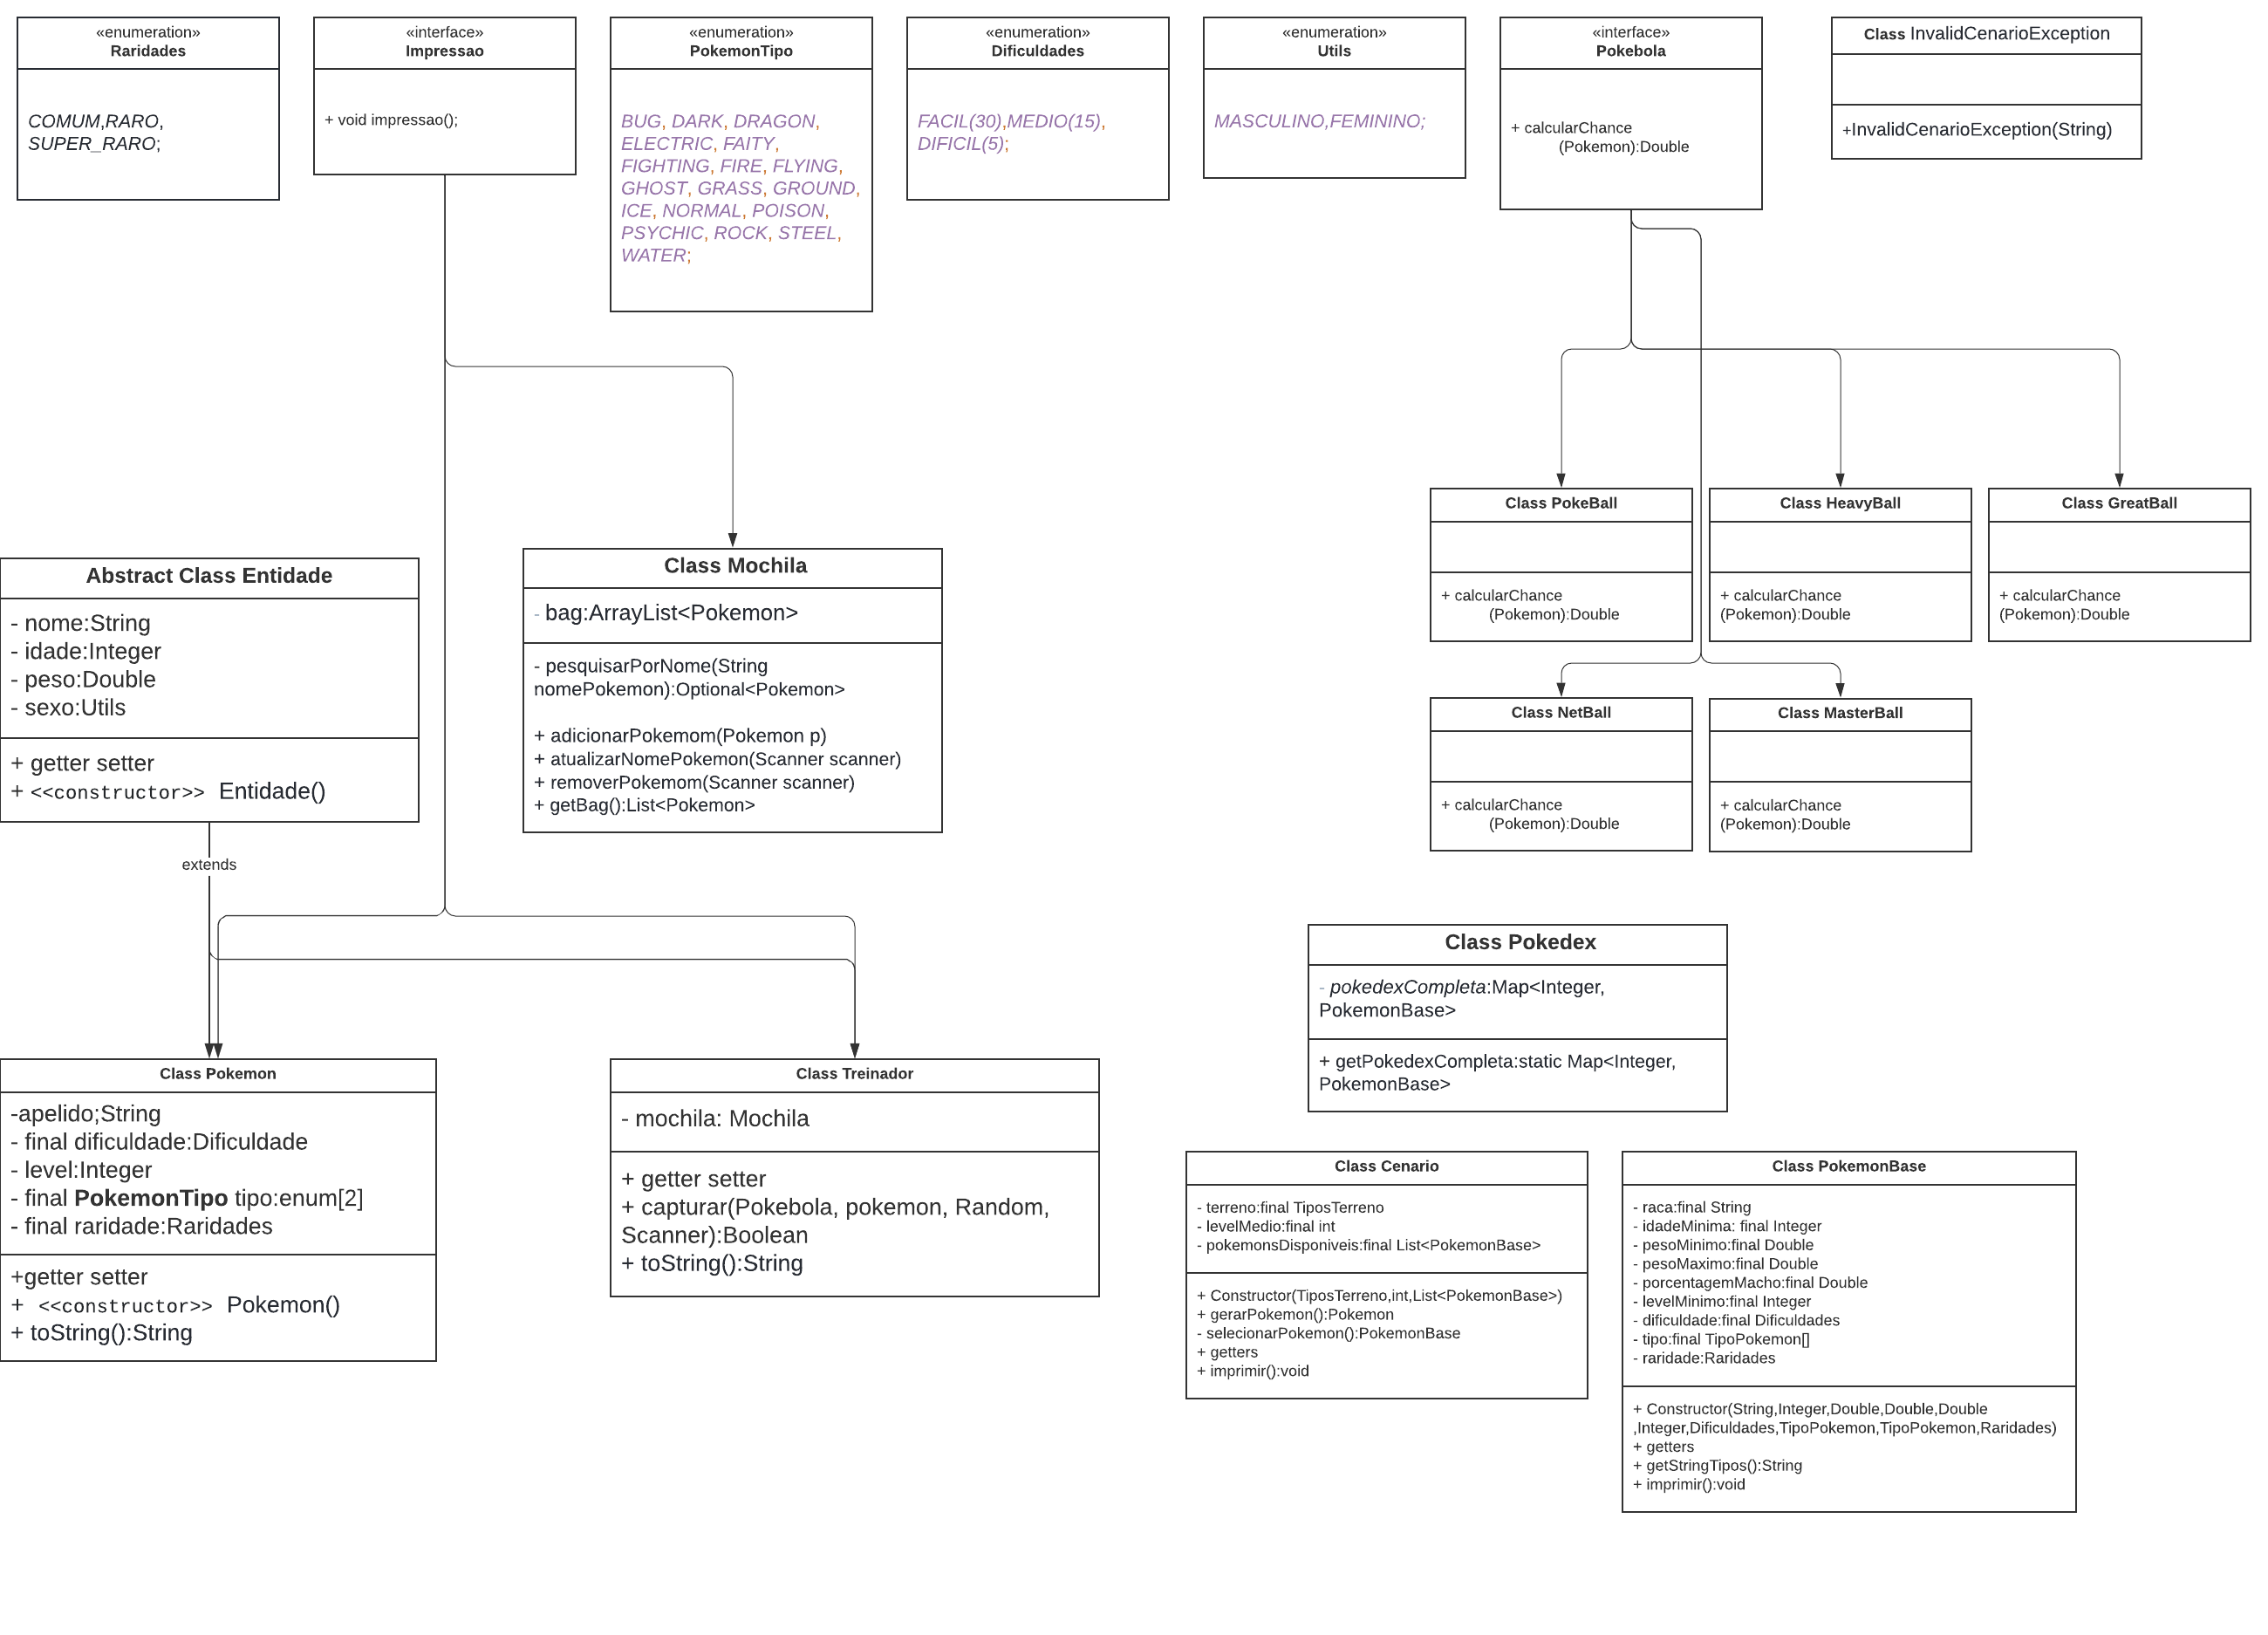 «enumeration»
Raridades
COMUM,RARO,
SUPER_RARO;
«interface»
Impressao
+ void impressao();
«enumeration»
PokemonTipo
BUG, DARK, DRAGON,
ELECTRIC, FAITY,
FIGHTING, FIRE, FLYING,
GHOST, GRASS, GROUND,
ICE, NORMAL, POISON,
PSYCHIC, ROCK, STEEL,
WATER;
«enumeration»
Dificuldades
FACIL(30),MEDIO(15),
DIFICIL(5);
«enumeration»
Utils
MASCULINO,FEMININO;
«interface»
Pokebola
+ calcularChance
(Pokemon):Double
Class InvalidCenarioException
+InvalidCenarioException(String)
Class PokeBall
+ calcularChance
(Pokemon):Double
Class HeavyBall
+ calcularChance
(Pokemon):Double
Class GreatBall
+ calcularChance
(Pokemon):Double
Abstract Class Entidade
- nome:String
- idade:Integer
- peso:Double
- sexo:Utils
+ getter setter
+ <<constructor>> Entidade()
extends
Class Mochila
- bag:ArrayList<Pokemon>
- pesquisarPorNome(String
nomePokemon):Optional<Pokemon>
+ adicionarPokemom(Pokemon p)
+ atualizarNomePokemon(Scanner scanner)
+ removerPokemom(Scanner scanner)
+ getBag():List<Pokemon>
Class NetBall
+ calcularChance
(Pokemon):Double
Class MasterBall
+ calcularChance
(Pokemon):Double
Class Pokedex
- pokedexCompleta:Map<Integer,
PokemonBase>
+ getPokedexCompleta:static Map<Integer,
PokemonBase>
Class Pokemon
-apelido;String
- final dificuldade:Dificuldade
- level:Integer
- final PokemonTipo tipo:enum[2]
- final raridade:Raridades
+getter setter
+ <<constructor>> Pokemon()
+ toString():String
Class Treinador
- mochila: Mochila
+ getter setter
+ capturar(Pokebola, pokemon, Random,
Scanner):Boolean
+ toString():String
Class Cenario
- terreno:final TiposTerreno
- levelMedio:final int
- pokemonsDisponiveis:final List<PokemonBase>
+ Constructor(TiposTerreno,int,List<PokemonBase>)
+ gerarPokemon():Pokemon
- selecionarPokemon():PokemonBase
+ getters
+ imprimir():void
Class PokemonBase
- raca:final String
- idadeMinima: final Integer
- pesoMinimo:final Double
- pesoMaximo:final Double
- porcentagemMacho:final Double
- levelMinimo:final Integer
- dificuldade:final Dificuldades
- tipo:final TipoPokemon[]
- raridade:Raridades
+ Constructor(String,Integer,Double,Double,Double
,Integer,Dificuldades,TipoPokemon,TipoPokemon,Raridades)
+ getters
+ getStringTipos():String
+ imprimir():void